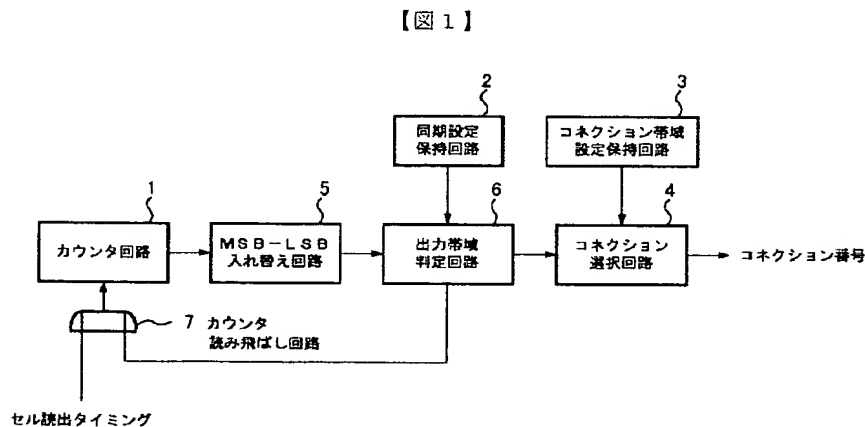 【図1】
2
同期設定
保持回路
3
コネクション帯域
設定保持回路
1
カウンタ回路
5
MSB－LSB
入れ替え回路
6
出力帯域
判定回路
4
コネクション
選択回路
コネクション番号
7 カウンタ
読み飛ばし回路
セル読出タイミング